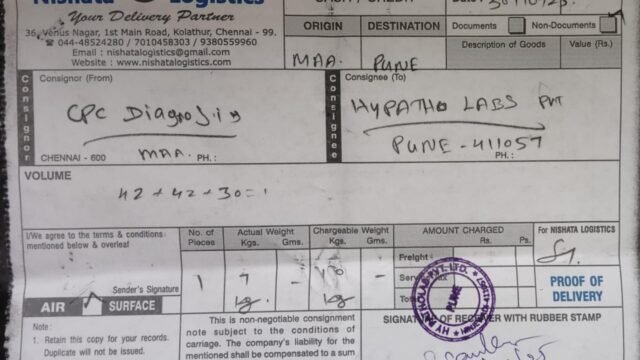 Nishata Logistics
Your Delivery Partner
36, Venus Nagar, 1st Main Road, Kolathur, Chennai - 99.
☎ 044-48524280 / 7010458303 / 9380559960
Email : nishatalogistics@gmail.com
Website : www.nishatalogistics.com
CASH / CREDIT
ORIGIN DESTINATION
MAA. PUNE
Documents Non-Documents
Description of Goods Value (Rs.)
Consignor
Consignor (From)
CPC Diagnosis
CHENNAI - 600 MAA. PH. :
Consignee
Consignee (To)
HYPATHO LABS PVT
PUNE - 411057
PH. :
VOLUME
42 + 42 + 30 =
I/We agree to the terms & conditions
mentioned below & overleaf
Sender's Signature
AIR SURFACE
No. of Pieces
Actual Weight
Kgs. Gms.
Chargeable Weight
Kgs. Gms.
1 7 - -
kg kg
AMOUNT CHARGED
Rs. Ps.
Freight
For NISHATA LOGISTICS
PROOF OF
DELIVERY
PUNE
Note :
1. Retain this copy for your records.
Duplicate will not be issued.
This is non-negotiable consignment
note subject to the conditions of
carriage. The company's liability for
the mentioned shall be compensated to a sum
SIGNATURE OF RECEIVER WITH RUBBER STAMP